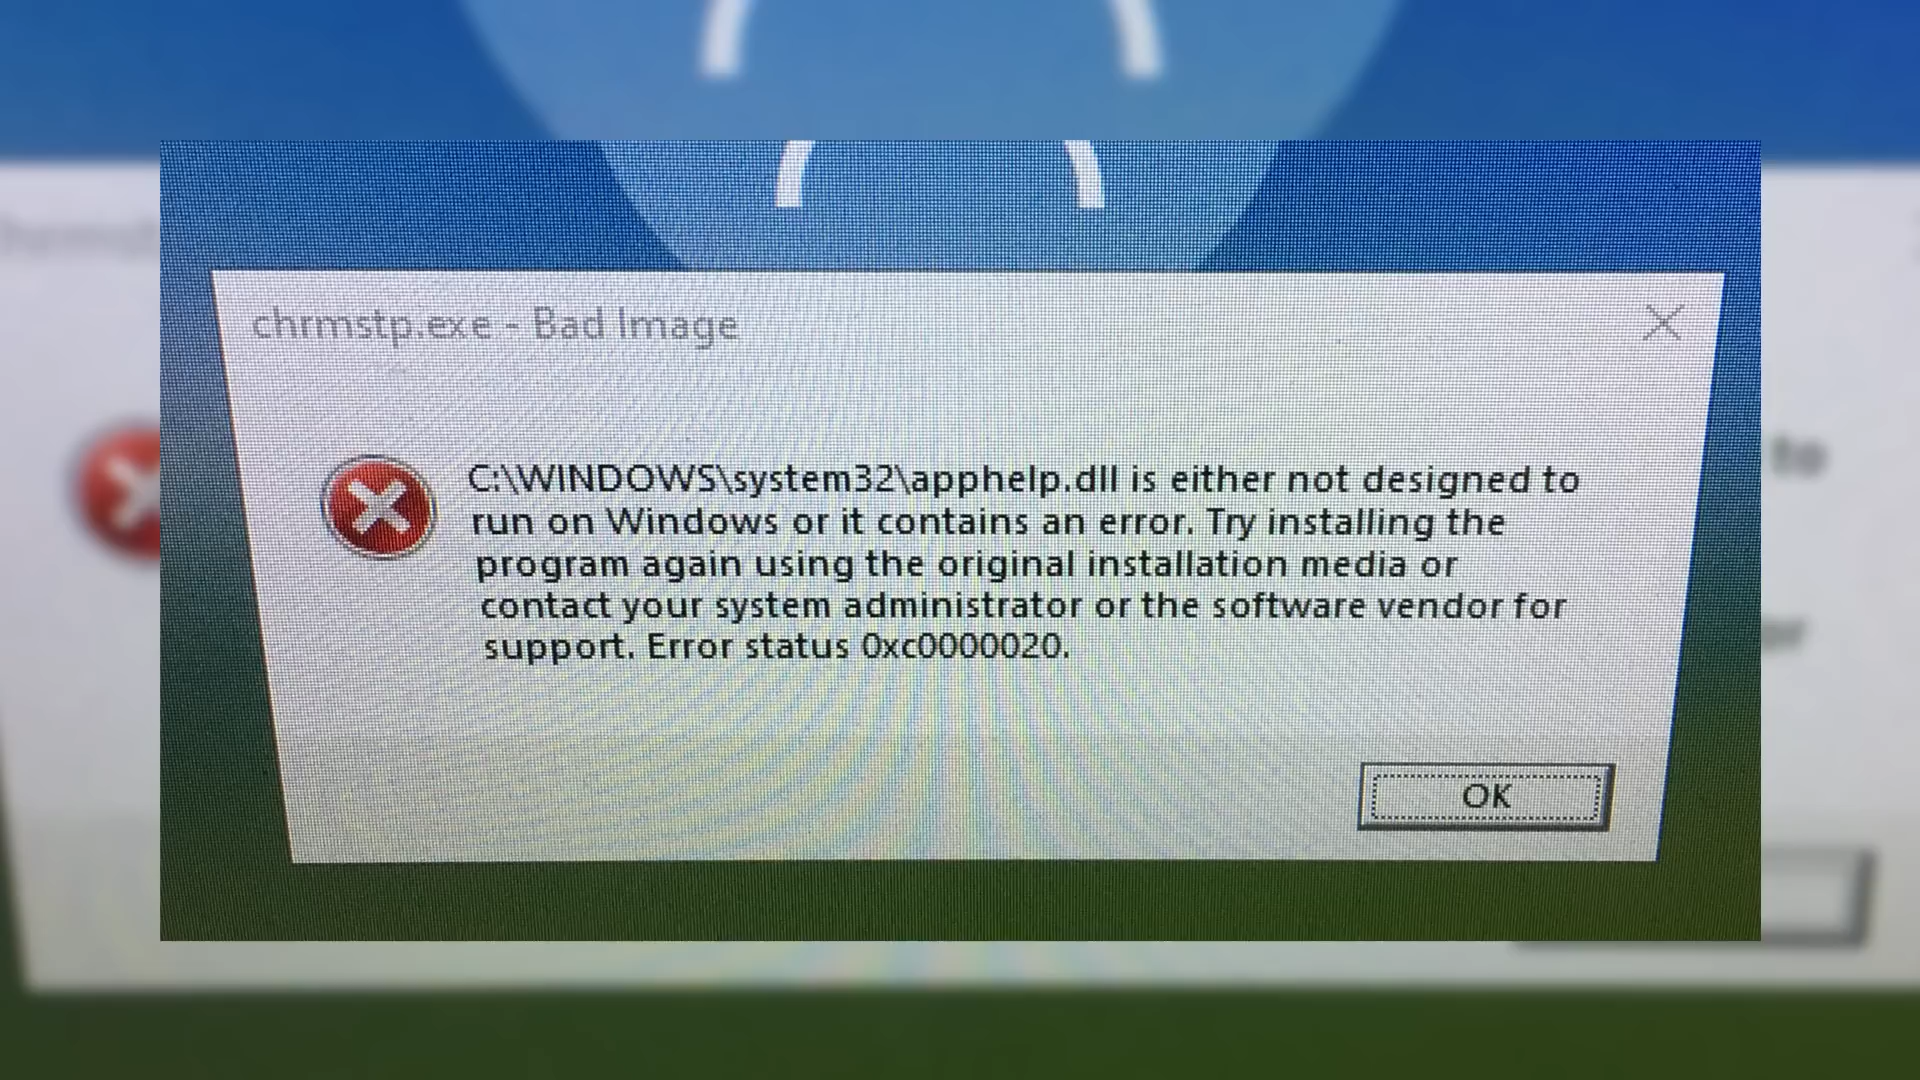 chrmstp.exe - Bad Image
C:\WINDOWS\system32\apphelp.dll is either not designed to
run on Windows or it contains an error. Try installing the
program again using the original installation media or
contact your system administrator or the software vendor for
support. Error status 0xc0000020.
OK